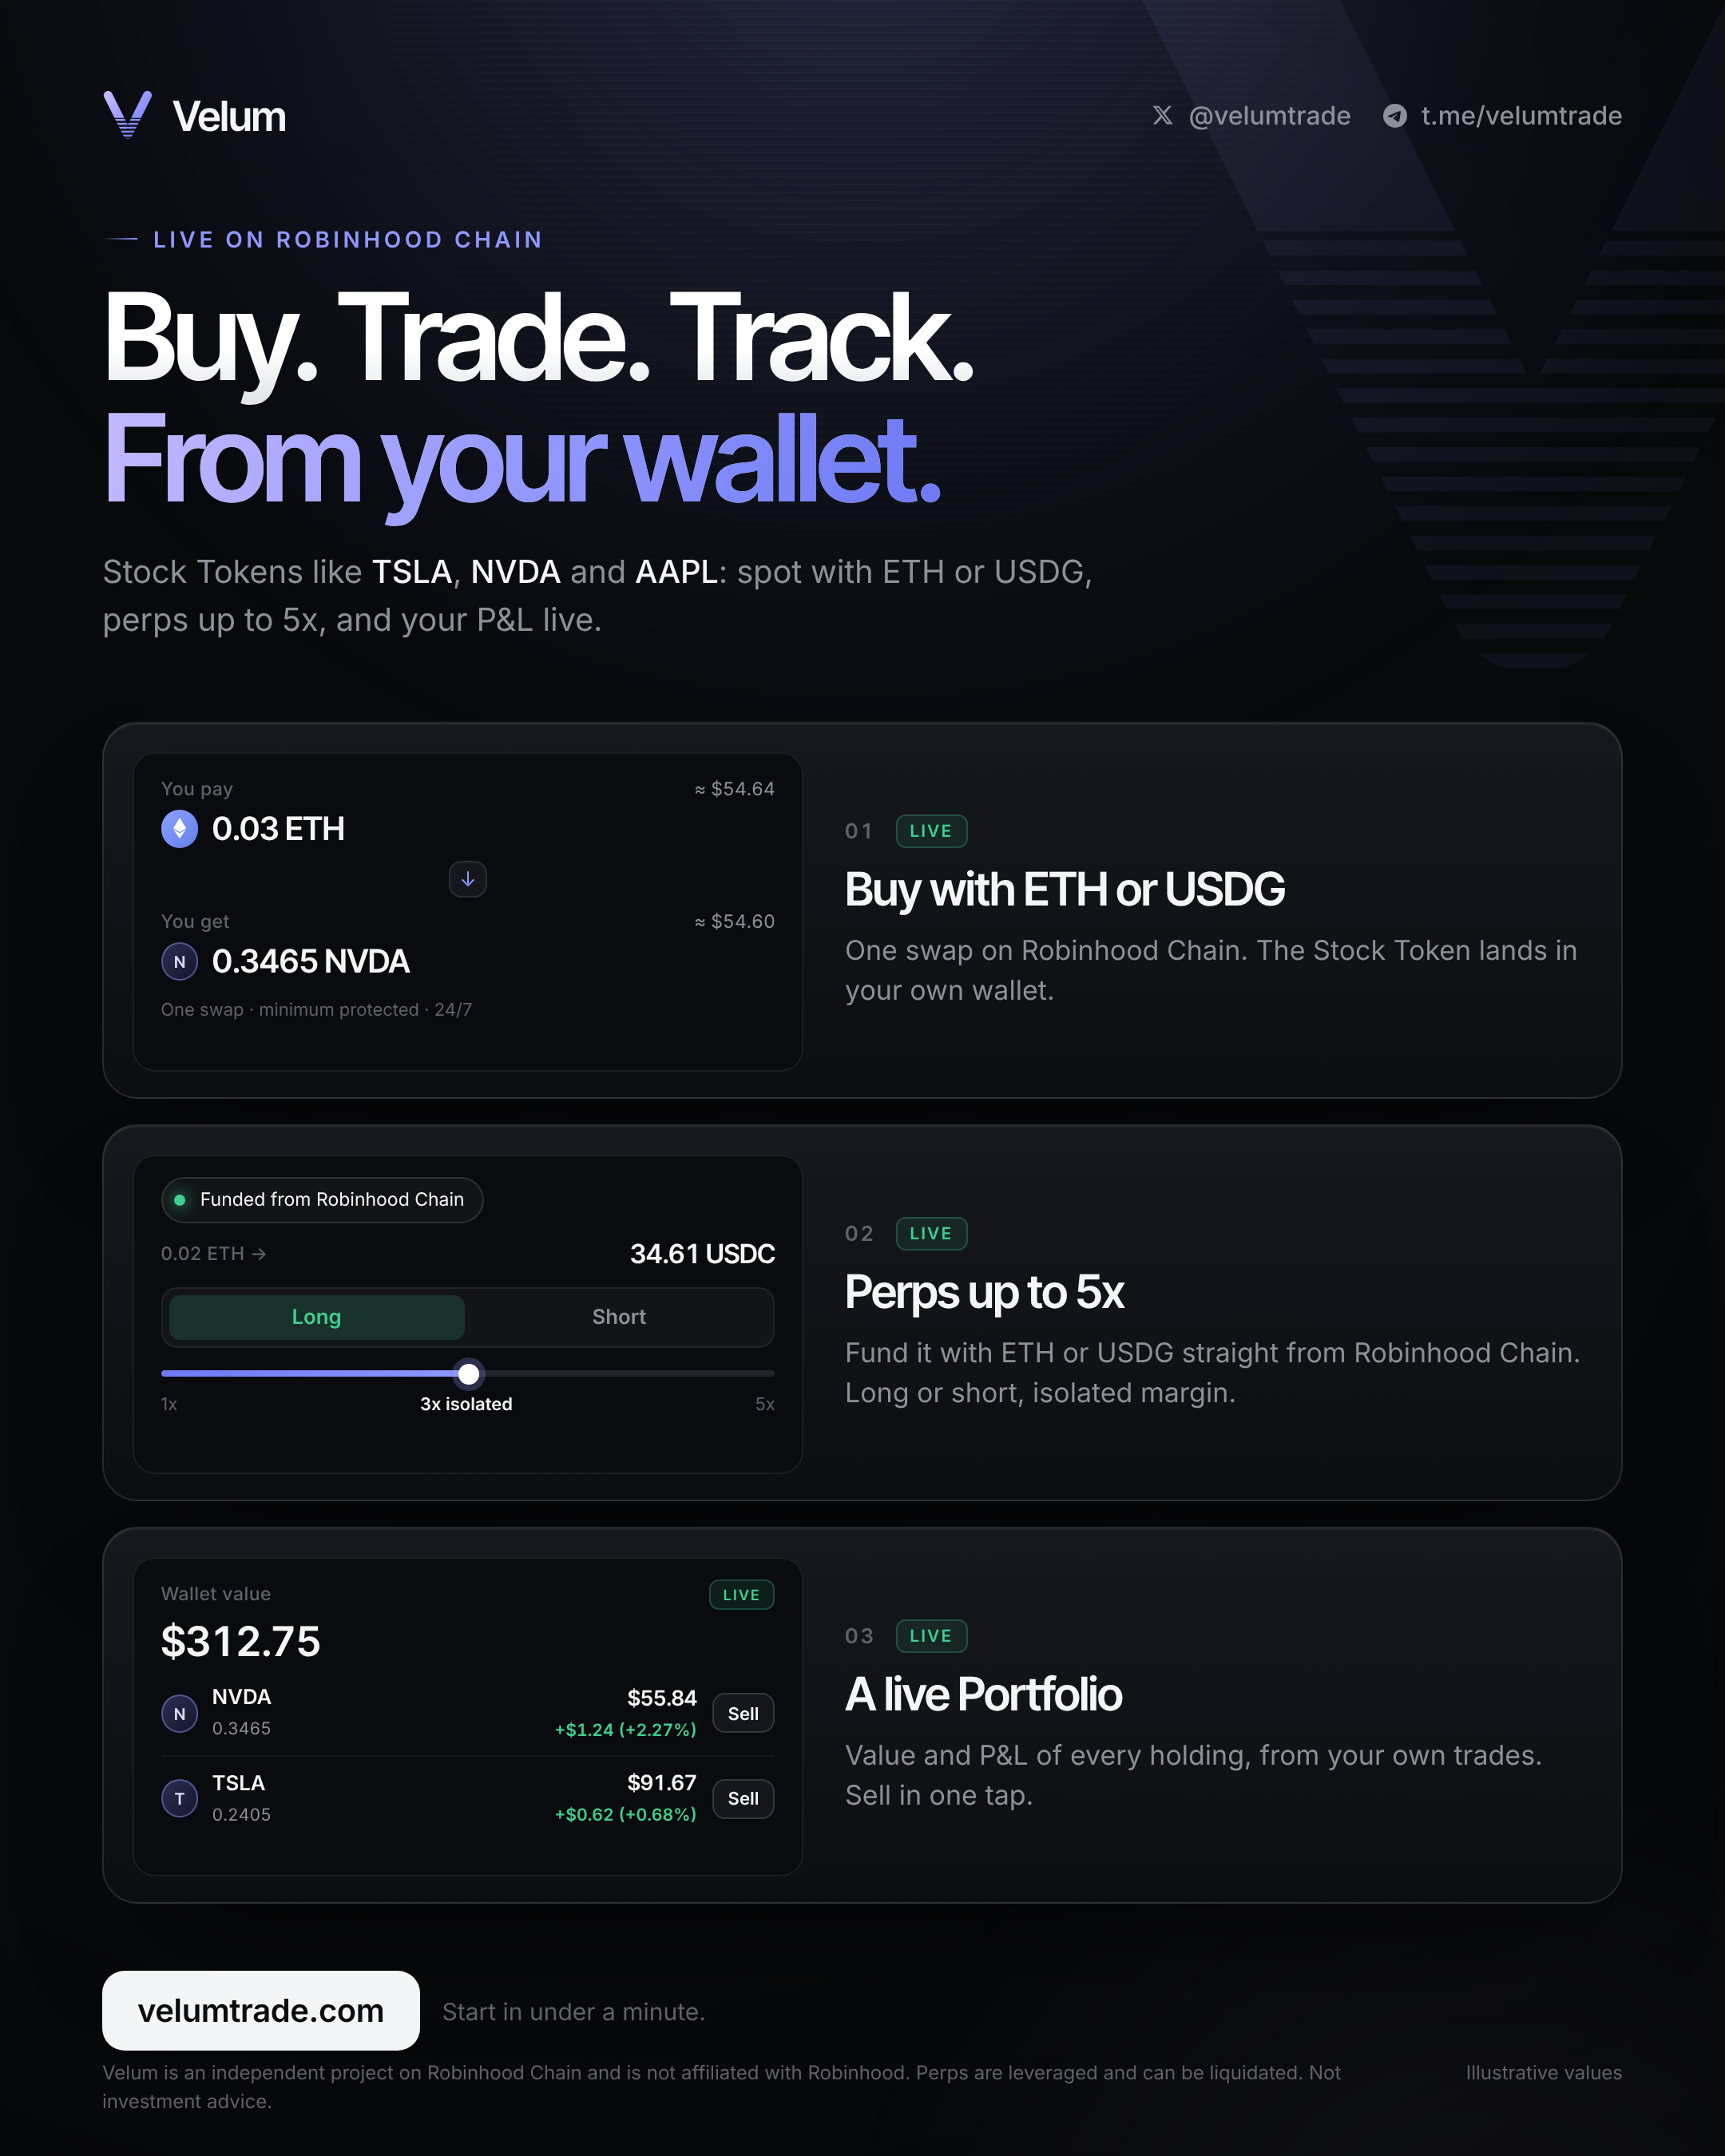 Velum
@velumtrade
t.me/velumtrade
LIVE ON ROBINHOOD CHAIN
Buy. Trade. Track.
From your wallet.
Stock Tokens like TSLA, NVDA and AAPL: spot with ETH or USDG,
perps up to 5x, and your P&L live.
You pay
≈ $54.64
0.03 ETH
You get
≈ $54.60
N
0.3465 NVDA
One swap · minimum protected · 24/7
01
LIVE
Buy with ETH or USDG
One swap on Robinhood Chain. The Stock Token lands in
your own wallet.
Funded from Robinhood Chain
0.02 ETH →
34.61 USDC
Long
Short
1x
3x isolated
5x
02
LIVE
Perps up to 5x
Fund it with ETH or USDG straight from Robinhood Chain.
Long or short, isolated margin.
Wallet value
LIVE
$312.75
N
NVDA
0.3465
$55.84
+$1.24 (+2.27%)
Sell
T
TSLA
0.2405
$91.67
+$0.62 (+0.68%)
Sell
03
LIVE
A live Portfolio
Value and P&L of every holding, from your own trades.
Sell in one tap.
velumtrade.com
Start in under a minute.
Velum is an independent project on Robinhood Chain and is not affiliated with Robinhood. Perps are leveraged and can be liquidated. Not
investment advice.
Illustrative values